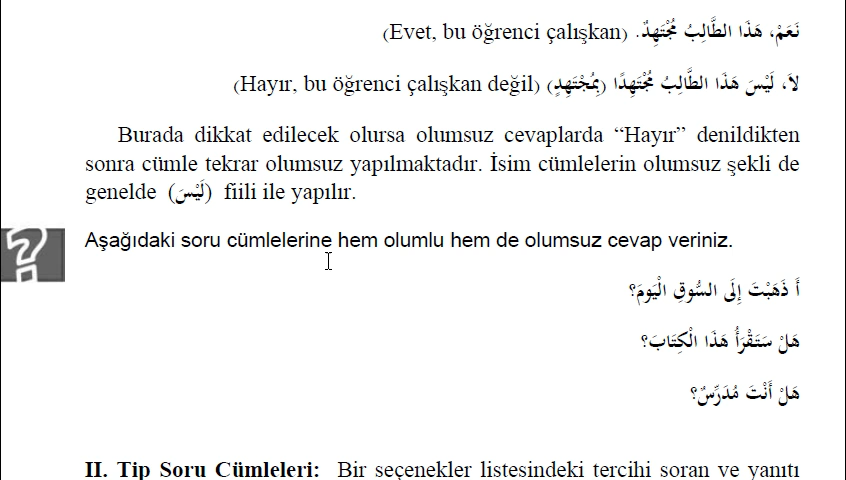 نَعَمْ، هَذَا الطَّالِبُ مُجْتَهِدٌ. (Evet, bu öğrenci çalışkan)
لاَ، لَيْسَ هَذَا الطَّالِبُ مُجْتَهِدًا (بِمُجْتَهِدٍ) (Hayır, bu öğrenci çalışkan değil)
Burada dikkat edilecek olursa olumsuz cevaplarda “Hayır” denildikten
sonra cümle tekrar olumsuz yapılmaktadır. İsim cümlelerin olumsuz şekli de
genelde (لَيْسَ) fiili ile yapılır.
Aşağıdaki soru cümlelerine hem olumlu hem de olumsuz cevap veriniz.
أَ ذَهَبْتَ إِلَى السُّوقِ الْيَومَ؟
هَلْ سَتَقْرَأُ هَذَا الْكِتَابَ؟
هَلْ أَنْتَ مُدَرِّسٌ؟
II. Tip Soru Cümleleri: Bir seçenekler listesindeki tercihi soran ve yanıtı